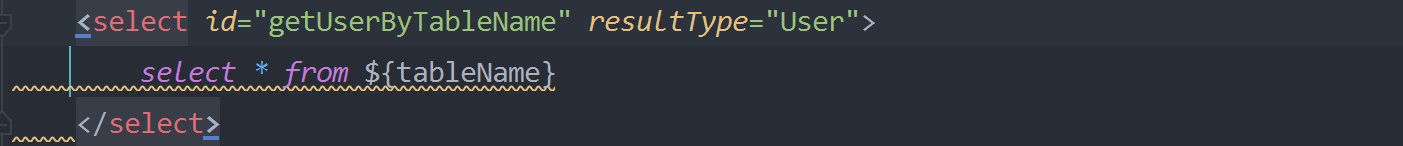 <select id="getUserByTableName" resultType="User">
select * from ${tableName}
</select>